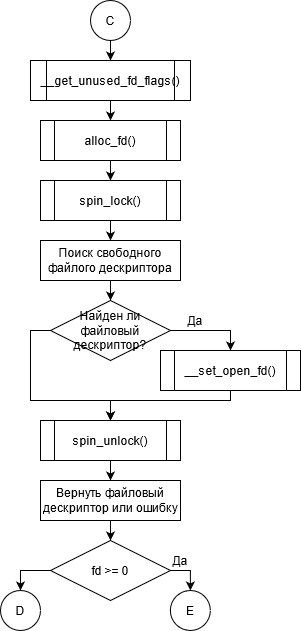 C
__get_unused_fd_flags()
alloc_fd()
spin_lock()
Поиск свободного
файлого дескриптора
Найден ли
файловый
дескриптор?
Да
__set_open_fd()
spin_unlock()
Вернуть файловый
дескриптор или ошибку
fd >= 0
Да
D
E